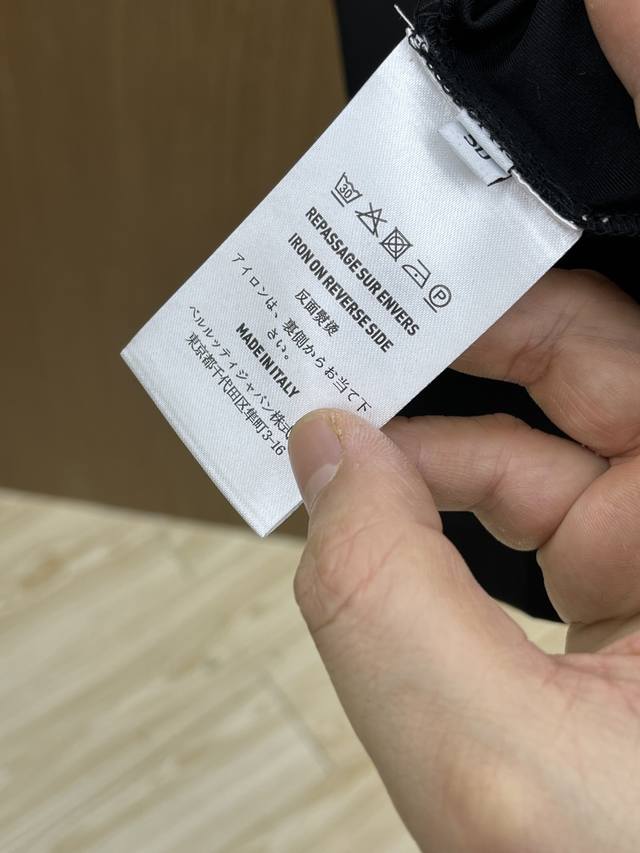 30
P
REPASSAGE SUR ENVERS
IRON ON REVERSE SIDE
反面熨烫
アイロンは、裏側からお当て下
さい。
MADE IN ITALY
ベルルッティジャパン株式
東京都千代田区隼町3-16